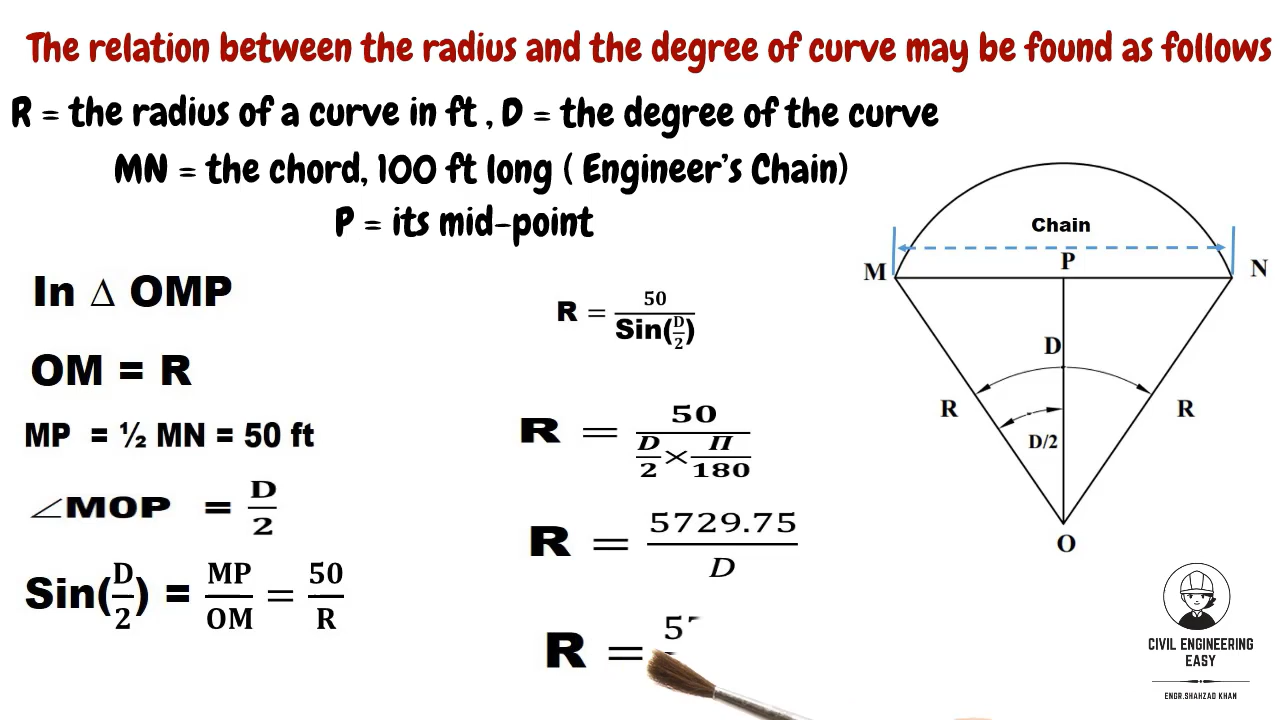 The relation between the radius and the degree of curve may be found as follows
R = the radius of a curve in ft , D = the degree of the curve
MN = the chord, 100 ft long ( Engineer's Chain)
P = its mid-point
In Δ OMP
OM = R
MP = ½ MN = 50 ft
∠MOP = D/2
Sin(D/2) = MP/OM = 50/R
R = 50/Sin(D/2)
R = 50/(D/2 × Π/180)
R = 5729.75/D
R =
Chain
M
P
N
D
R
R
D/2
O
CIVIL ENGINEERING
EASY
ENGR.SHAHZAD KHAN